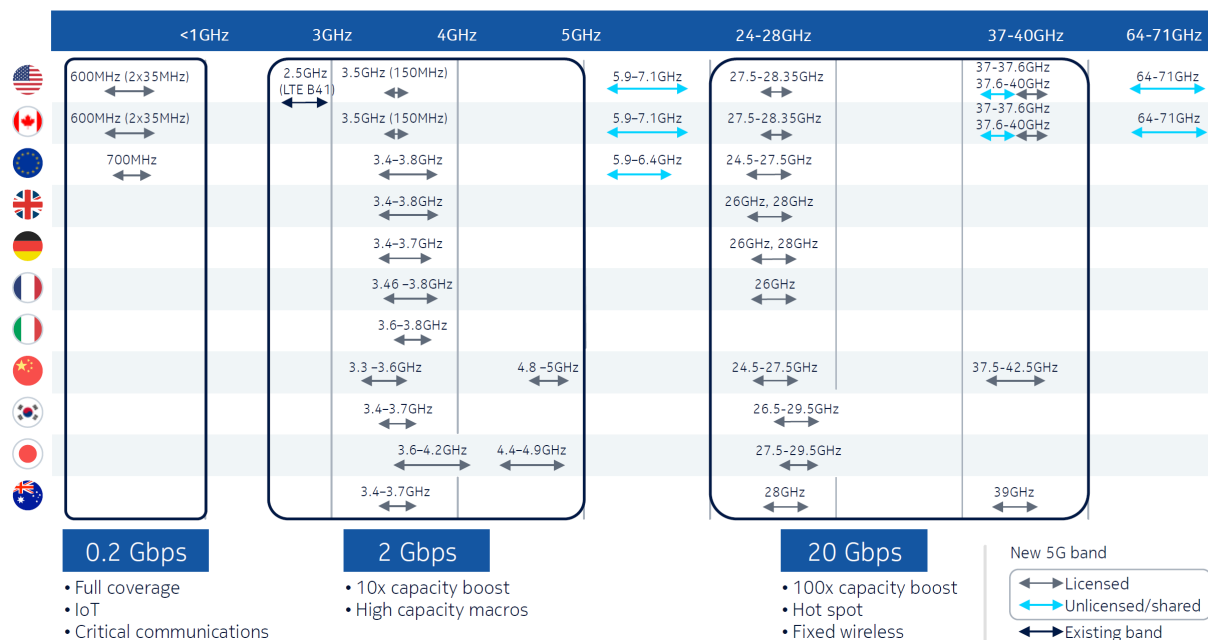 <1GHz 3GHz 4GHz 5GHz 24-28GHz 37-40GHz 64-71GHz
600MHz (2x35MHz) 2.5GHz (LTE B41) 3.5GHz (150MHz) 5.9–7.1GHz 27.5-28.35GHz 37-37.6GHz 37.6-40GHz 64-71GHz
600MHz (2x35MHz) 3.5GHz (150MHz) 5.9–7.1GHz 27.5-28.35GHz 37-37.6GHz 37.6-40GHz 64-71GHz
700MHz 3.4–3.8GHz 5.9–6.4GHz 24.5-27.5GHz
3.4–3.8GHz 26GHz, 28GHz
3.4–3.7GHz 26GHz, 28GHz
3.46 –3.8GHz 26GHz
3.6–3.8GHz
3.3 –3.6GHz 4.8 –5GHz 24.5-27.5GHz 37.5-42.5GHz
3.4–3.7GHz 26.5-29.5GHz
3.6–4.2GHz 4.4–4.9GHz 27.5-29.5GHz
3.4–3.7GHz 28GHz 39GHz
0.2 Gbps
• Full coverage
• IoT
• Critical communications
2 Gbps
• 10x capacity boost
• High capacity macros
20 Gbps
• 100x capacity boost
• Hot spot
• Fixed wireless
New 5G band
Licensed
Unlicensed/shared
Existing band